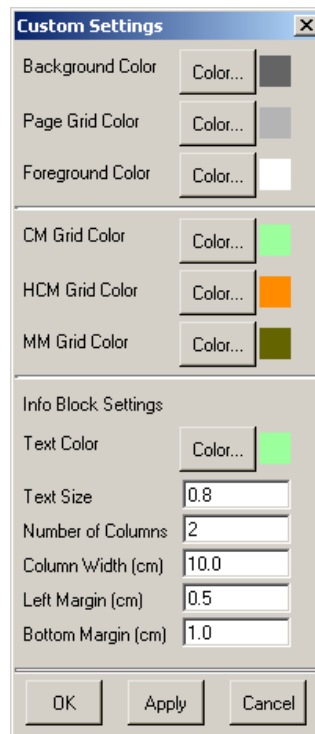 Custom Settings
Background Color Color...
Page Grid Color Color...
Foreground Color Color...
CM Grid Color Color...
HCM Grid Color Color...
MM Grid Color Color...
Info Block Settings
Text Color Color...
Text Size 0.8
Number of Columns 2
Column Width (cm) 10.0
Left Margin (cm) 0.5
Bottom Margin (cm) 1.0
OK Apply Cancel